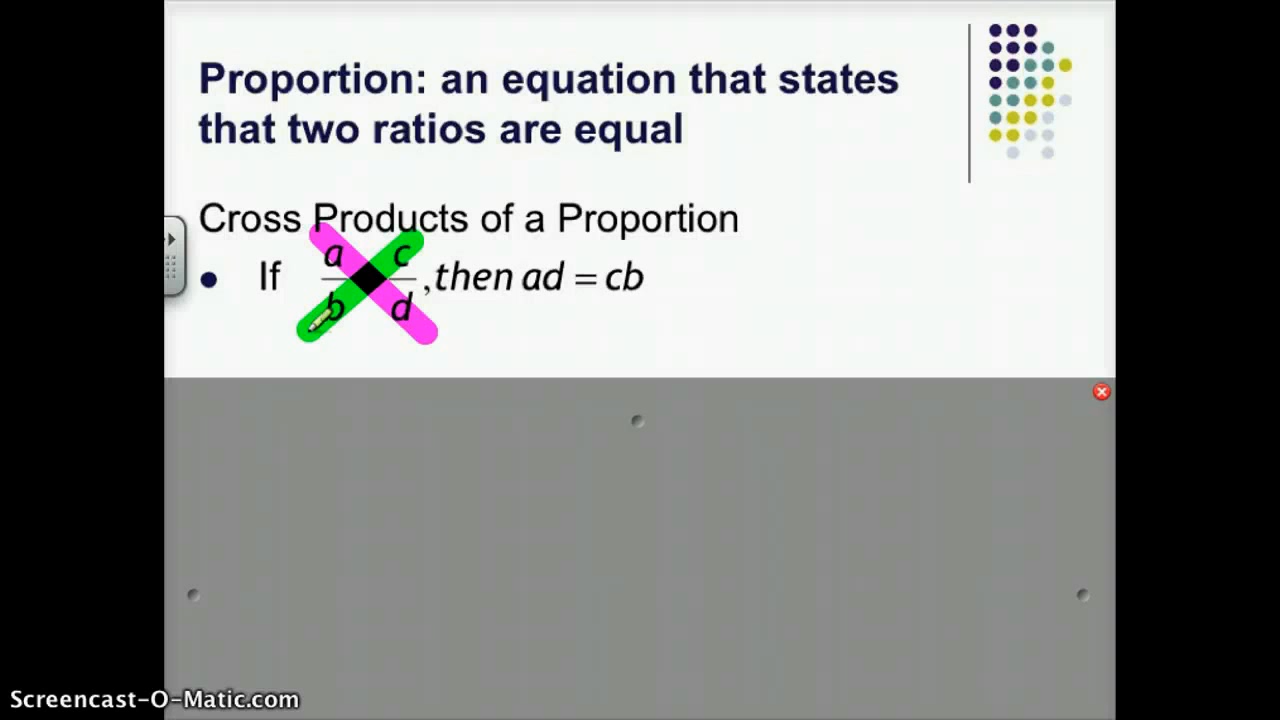 Proportion: an equation that states
that two ratios are equal
Cross Products of a Proportion
• If a/b c/d , then ad = cb
Screencast-O-Matic.com